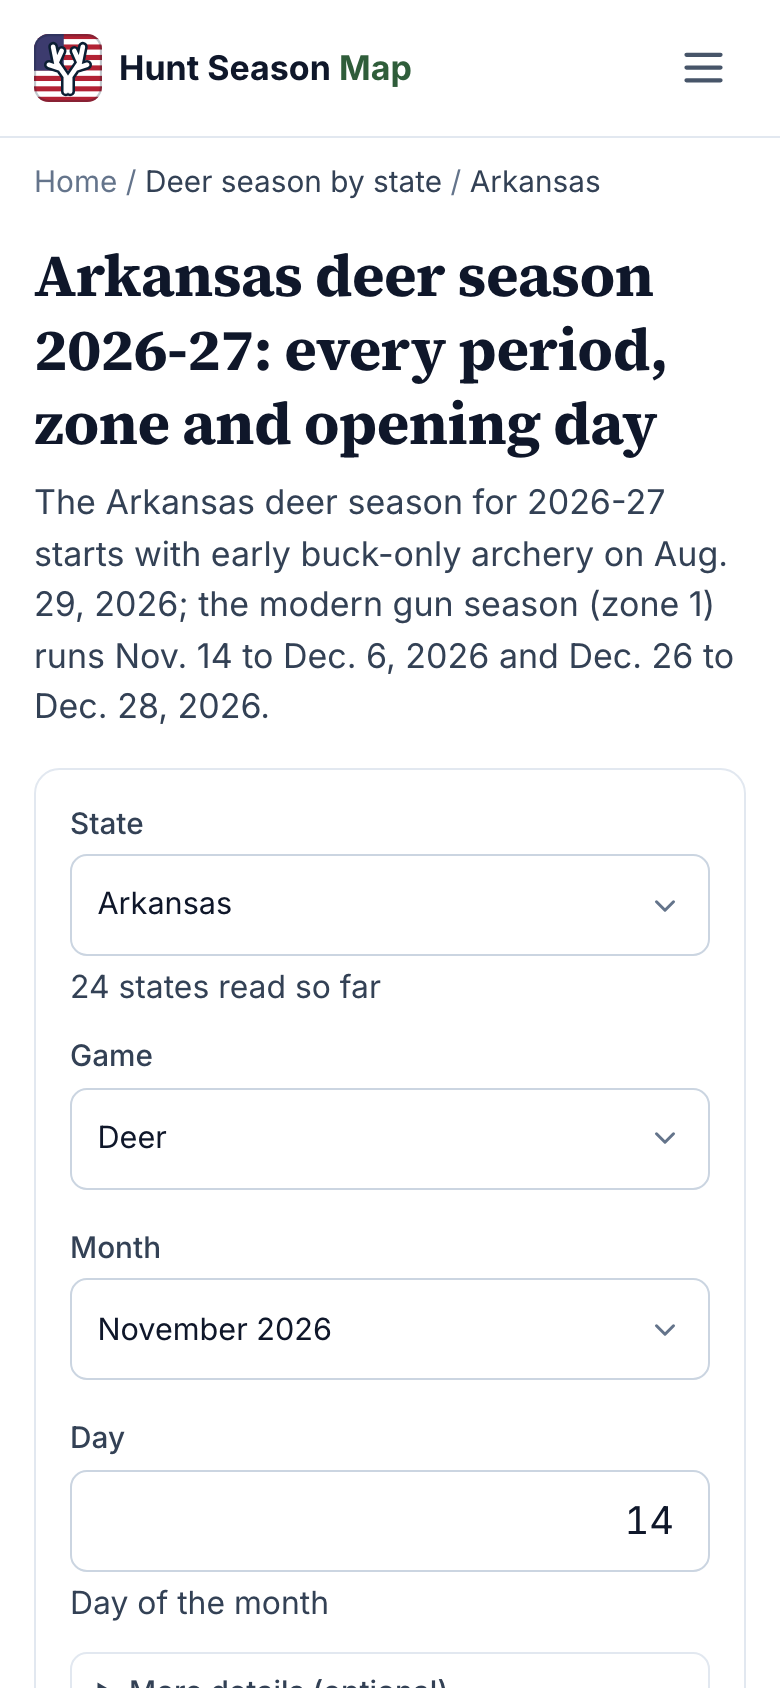 Hunt Season Map
Home / Deer season by state / Arkansas
Arkansas deer season
2026-27: every period,
zone and opening day
The Arkansas deer season for 2026-27
starts with early buck-only archery on Aug.
29, 2026; the modern gun season (zone 1)
runs Nov. 14 to Dec. 6, 2026 and Dec. 26 to
Dec. 28, 2026.
State
Arkansas
24 states read so far
Game
Deer
Month
November 2026
Day
14
Day of the month
More details (optional)